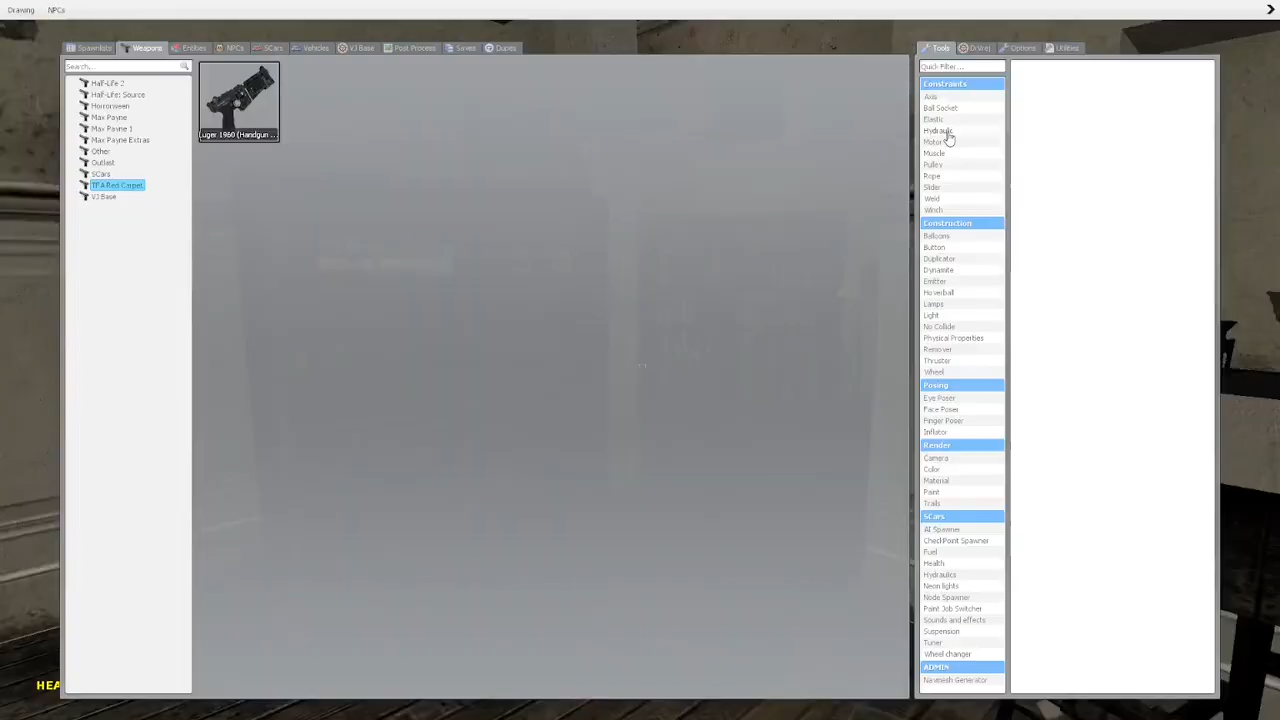 Drawing NPCs
Spawnlists Weapons Entities NPCs SCars Vehicles VJ Base Post Process Saves Dupes
Tools DrVrej Options Utilities
Search...
Half-Life 2
Half-Life: Source
Horrorween
Max Payne
Max Payne 1
Max Payne Extras
Other
Outlast
SCars
TFA Red Carpet
VJ Base
Luger 1960 (Handgun ...
Quick Filter...
Constraints
Axis
Ball Socket
Elastic
Hydraulic
Motor
Muscle
Pulley
Rope
Slider
Weld
Winch
Construction
Balloons
Button
Duplicator
Dynamite
Emitter
Hoverball
Lamps
Light
No Collide
Physical Properties
Remover
Thruster
Wheel
Posing
Eye Poser
Face Poser
Finger Poser
Inflator
Render
Camera
Color
Material
Paint
Trails
SCars
AI Spawner
CheckPoint Spawner
Fuel
Health
Hydraulics
Neon lights
Node Spawner
Paint Job Switcher
Sounds and effects
Suspension
Tuner
Wheel changer
ADMIN
Navmesh Generator
HEA